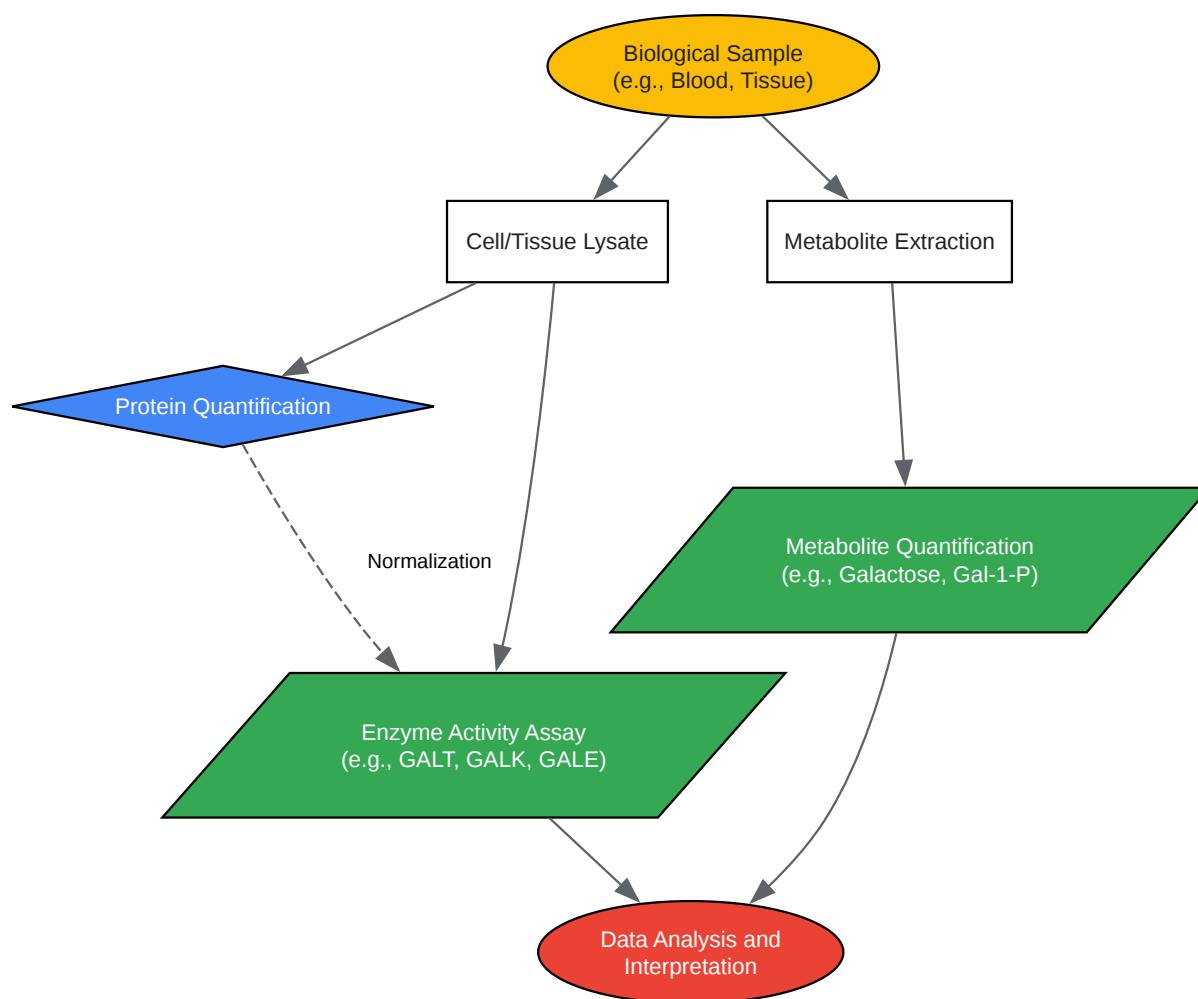 Biological Sample
(e.g., Blood, Tissue)
Cell/Tissue Lysate
Metabolite Extraction
Protein Quantification
Normalization
Metabolite Quantification
(e.g., Galactose, Gal-1-P)
Enzyme Activity Assay
(e.g., GALT, GALK, GALE)
Data Analysis and
Interpretation